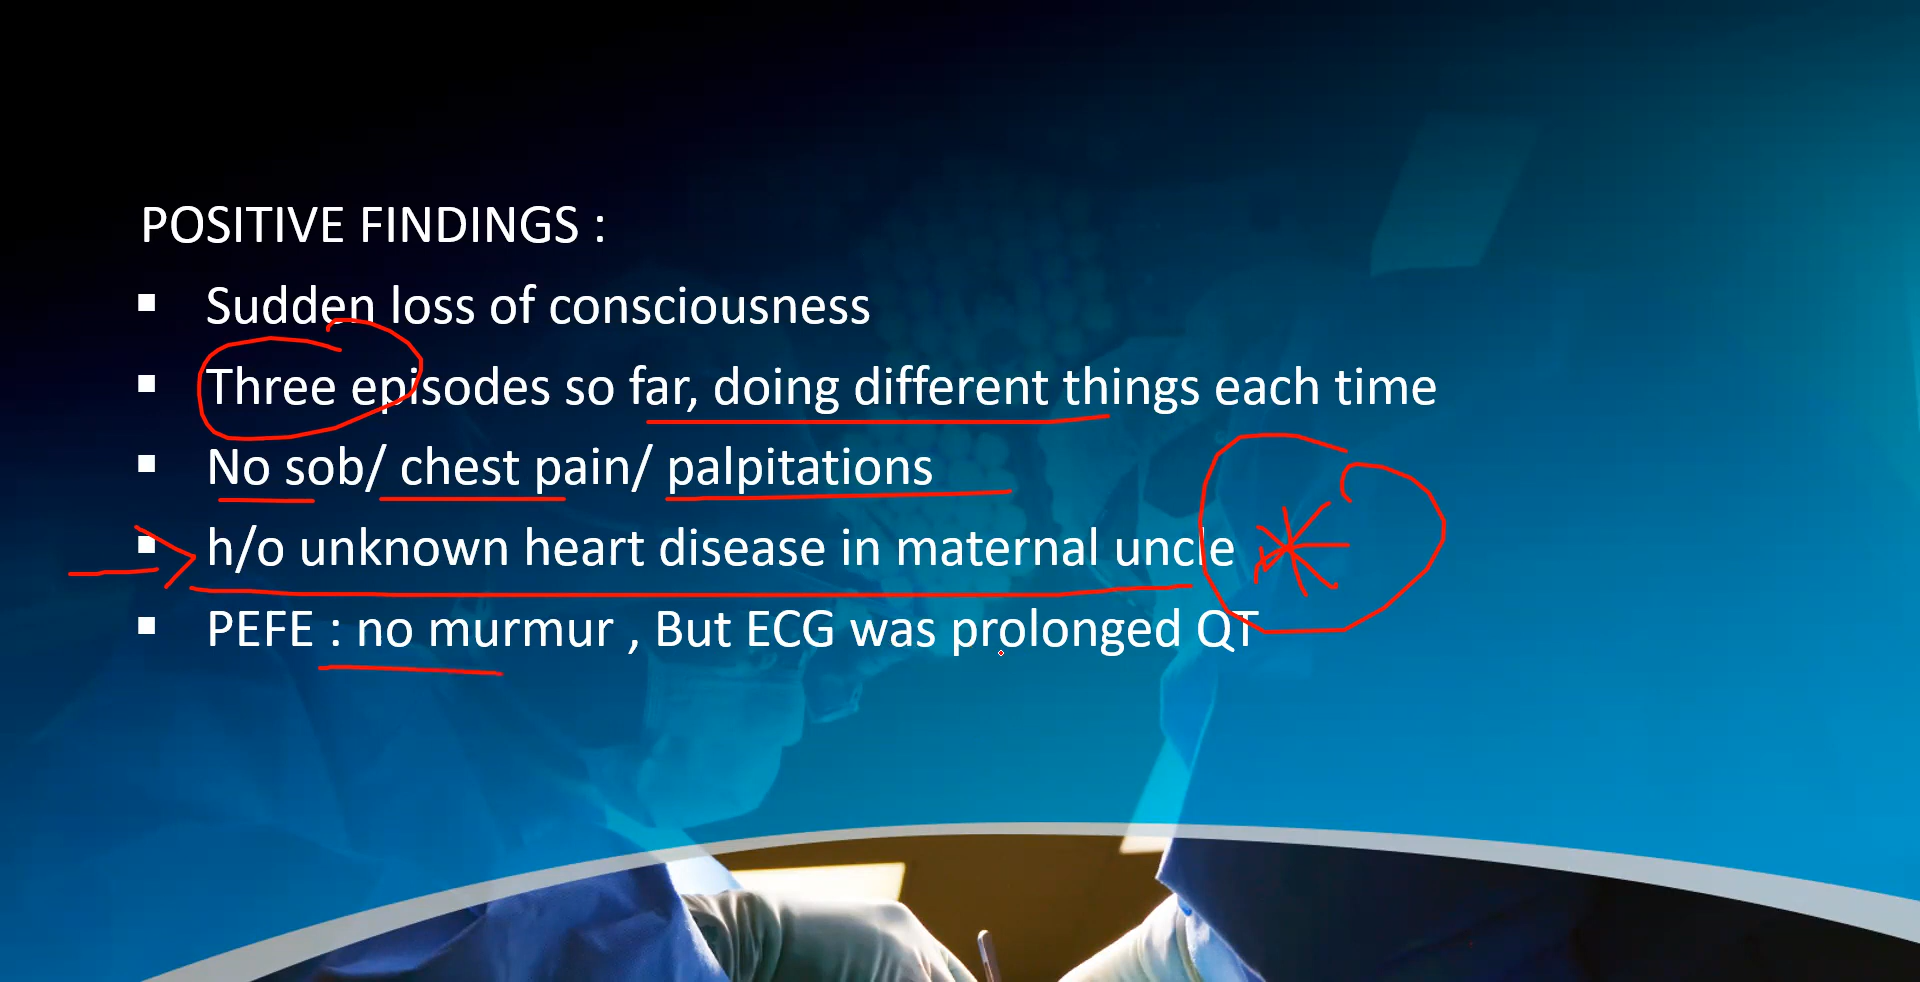 POSITIVE FINDINGS :
▪ Sudden loss of consciousness
▪ Three episodes so far, doing different things each time
▪ No sob/ chest pain/ palpitations
▪ h/o unknown heart disease in maternal uncle
▪ PEFE : no murmur , But ECG was prolonged QT